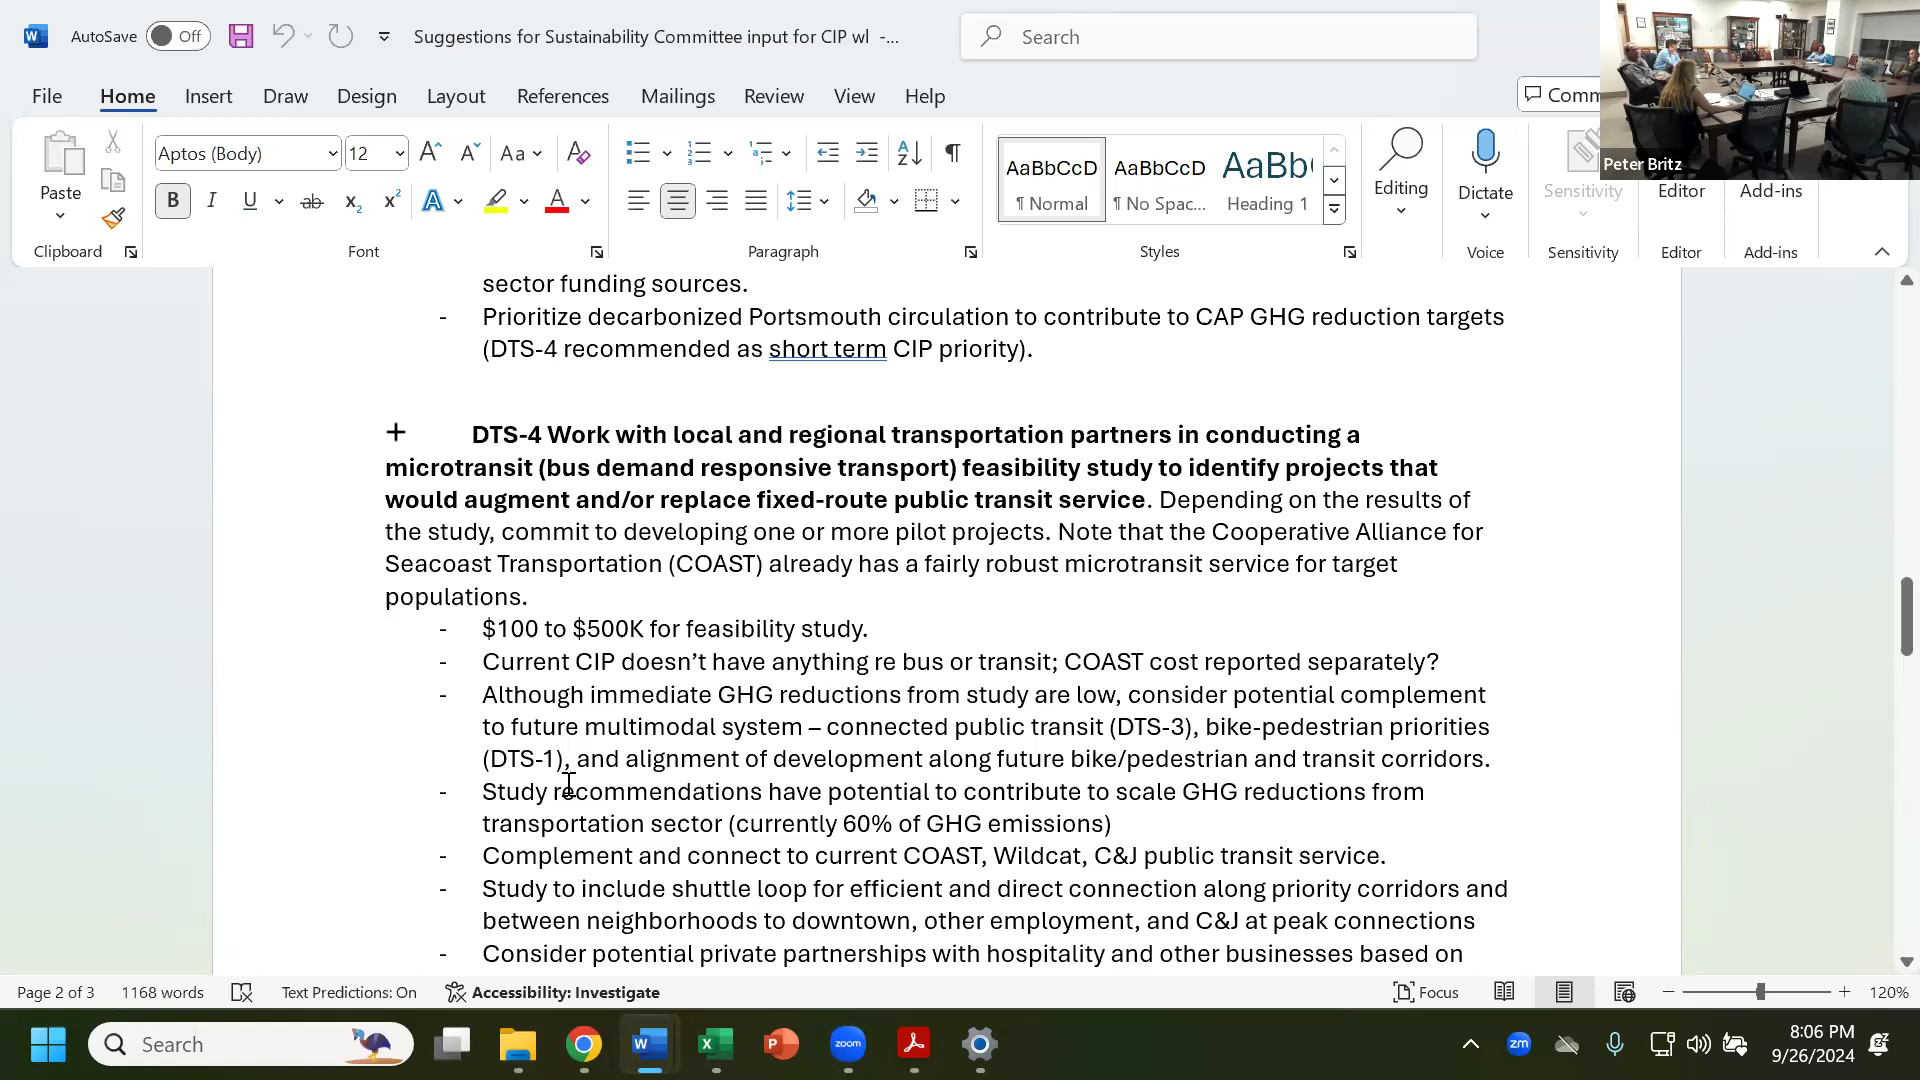 AutoSave Off Suggestions for Sustainability Committee input for CIP wl -... Search
File Home Insert Draw Design Layout References Mailings Review View Help Comm
Peter Britz
Aptos (Body) 12
Paste
B I U ab
AaBbCcD AaBbCcD AaBb(
¶ Normal ¶ No Spac... Heading 1
Editing Dictate Sensitivity Editor Add-ins
Clipboard Font Paragraph Styles Voice Sensitivity Editor Add-ins
sector funding sources.
- Prioritize decarbonized Portsmouth circulation to contribute to CAP GHG reduction targets
(DTS-4 recommended as short term CIP priority).
+ DTS-4 Work with local and regional transportation partners in conducting a
microtransit (bus demand responsive transport) feasibility study to identify projects that
would augment and/or replace fixed-route public transit service. Depending on the results of
the study, commit to developing one or more pilot projects. Note that the Cooperative Alliance for
Seacoast Transportation (COAST) already has a fairly robust microtransit service for target
populations.
- $100 to $500K for feasibility study.
- Current CIP doesn’t have anything re bus or transit; COAST cost reported separately?
- Although immediate GHG reductions from study are low, consider potential complement
to future multimodal system – connected public transit (DTS-3), bike-pedestrian priorities
(DTS-1), and alignment of development along future bike/pedestrian and transit corridors.
- Study recommendations have potential to contribute to scale GHG reductions from
transportation sector (currently 60% of GHG emissions)
- Complement and connect to current COAST, Wildcat, C&J public transit service.
- Study to include shuttle loop for efficient and direct connection along priority corridors and
between neighborhoods to downtown, other employment, and C&J at peak connections
- Consider potential private partnerships with hospitality and other businesses based on
Page 2 of 3 1168 words Text Predictions: On Accessibility: Investigate Focus 120%
Search zoom zm 8:06 PM
9/26/2024